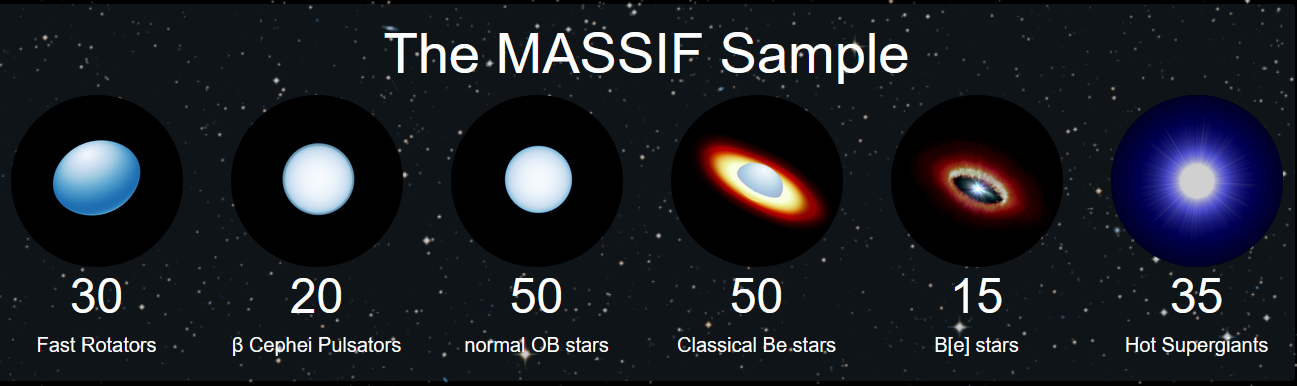 The MASSIF Sample
30 20 50 50 15 35
Fast Rotators β Cephei Pulsators normal OB stars Classical Be stars B[e] stars Hot Supergiants